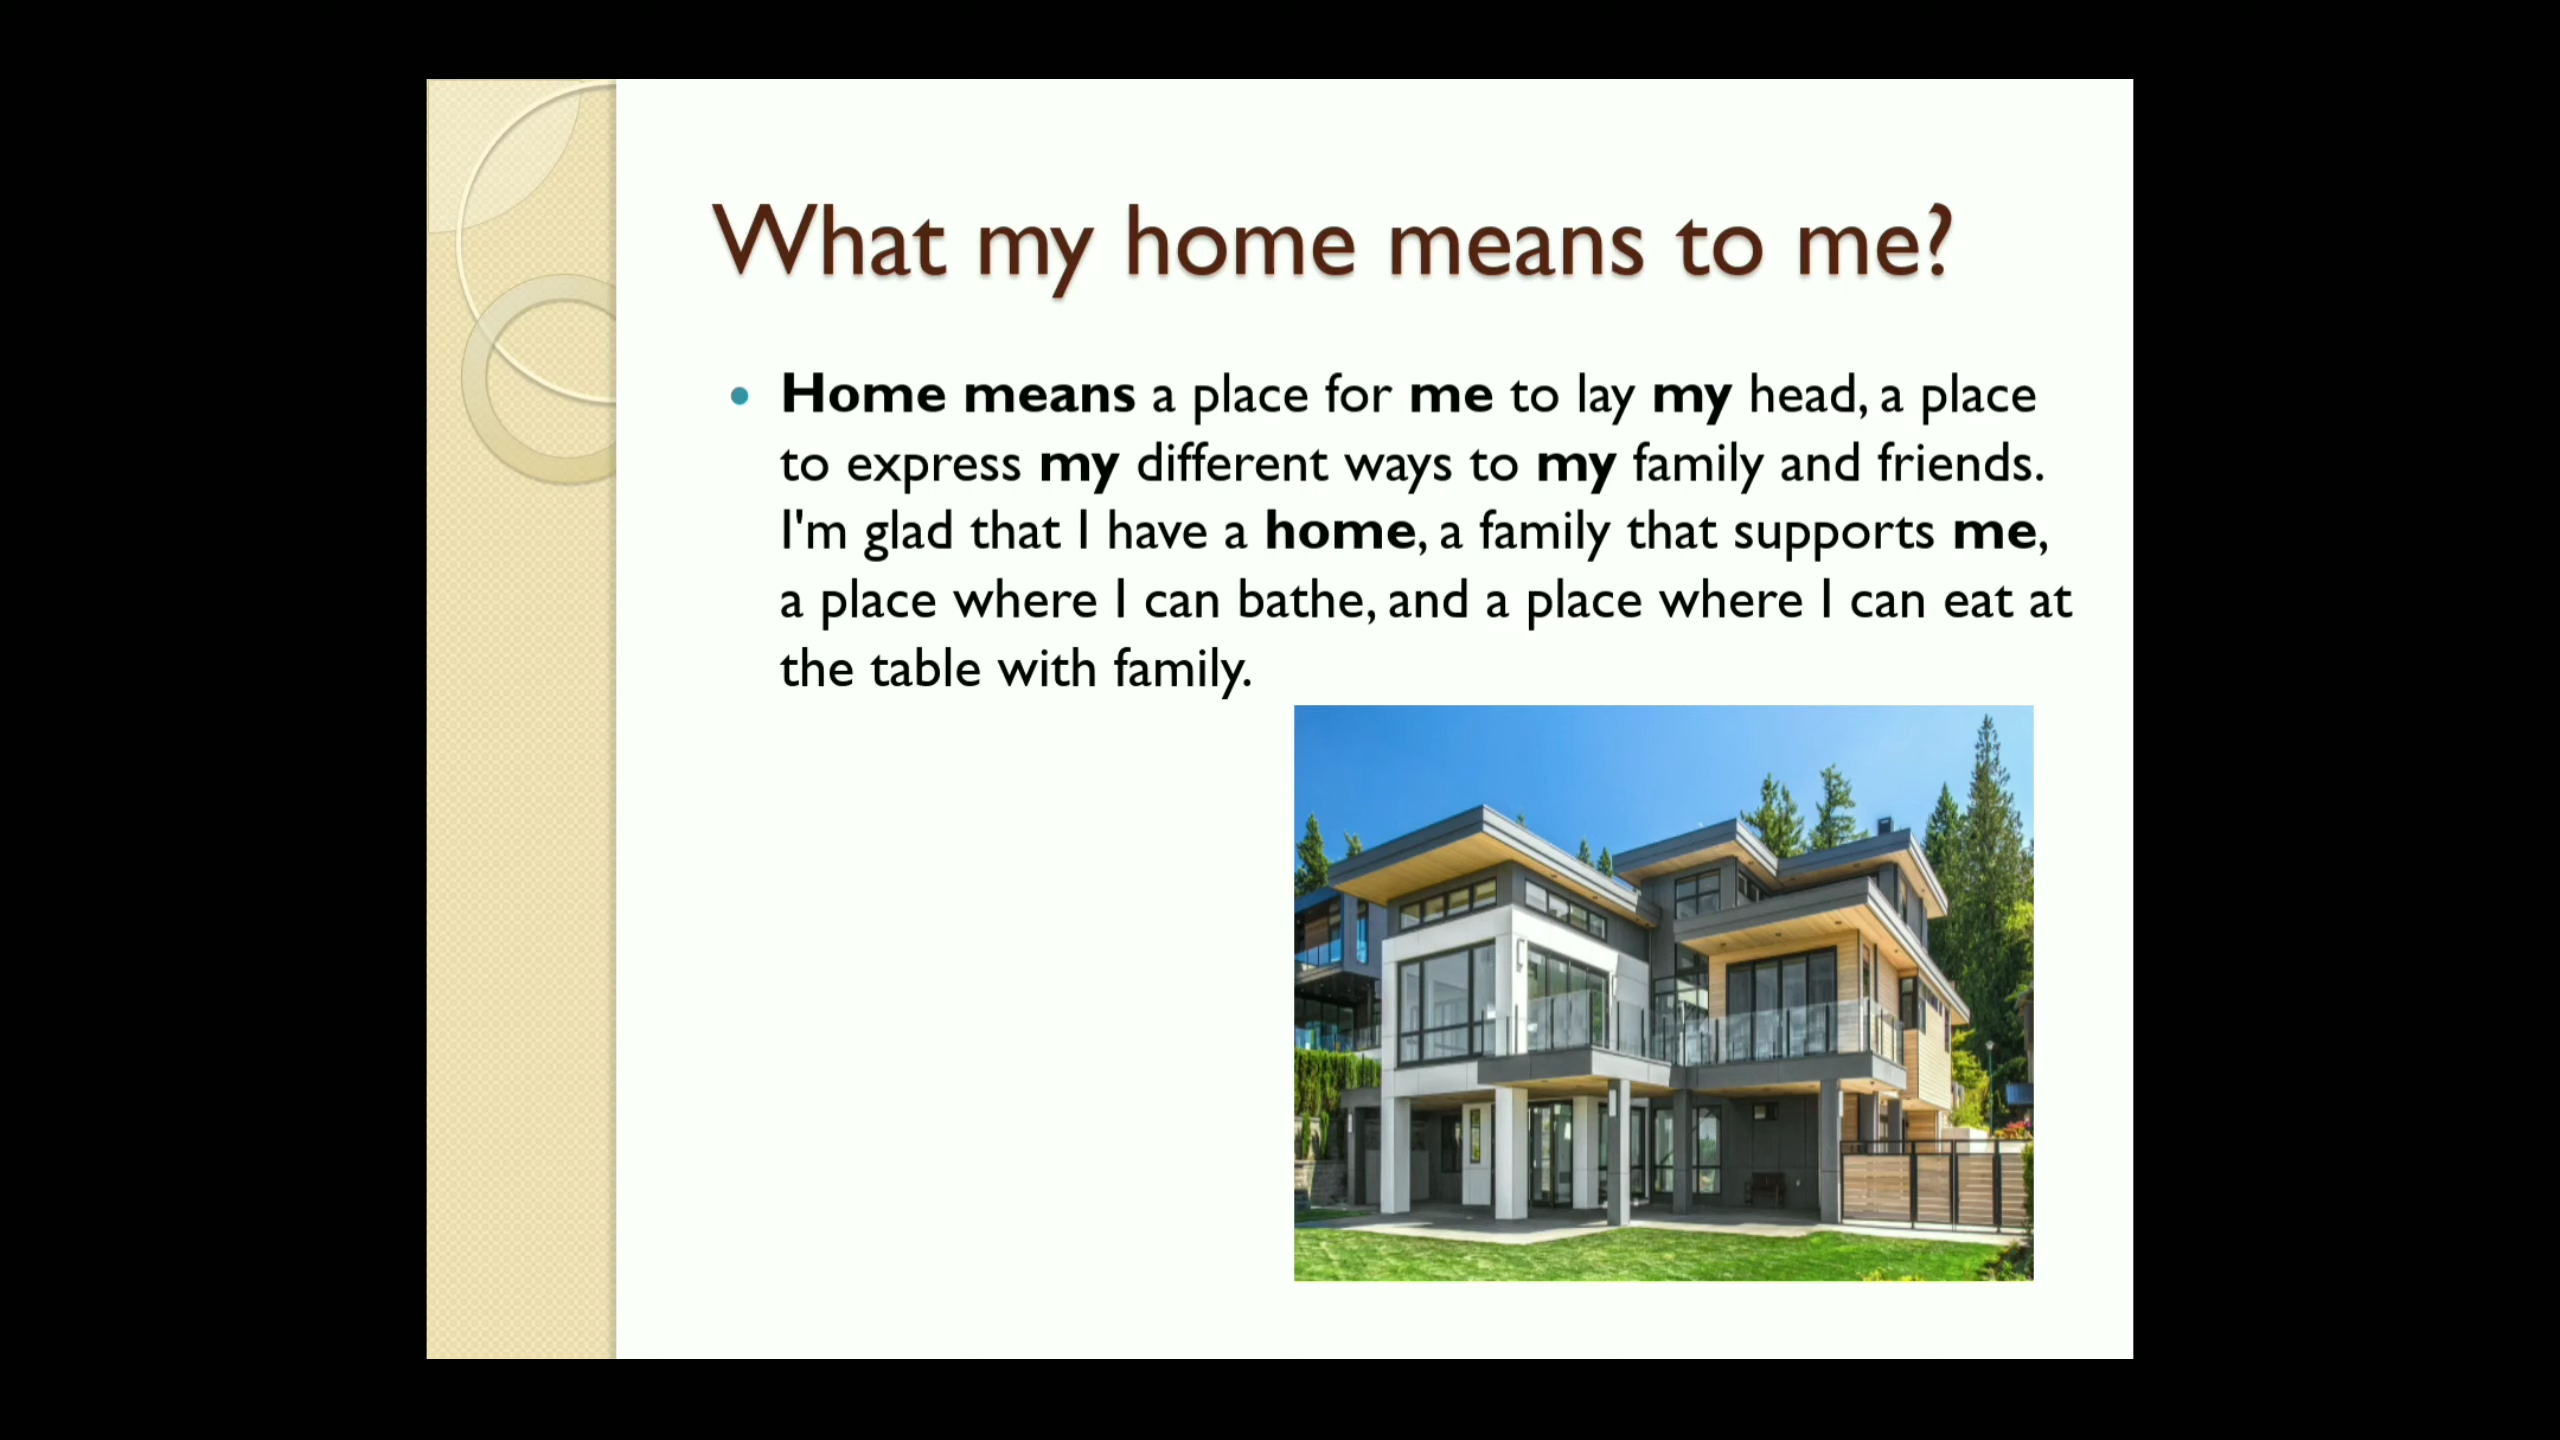 What my home means to me?
Home means a place for me to lay my head, a place
to express my different ways to my family and friends.
I'm glad that I have a home, a family that supports me,
a place where I can bathe, and a place where I can eat at
the table with family.